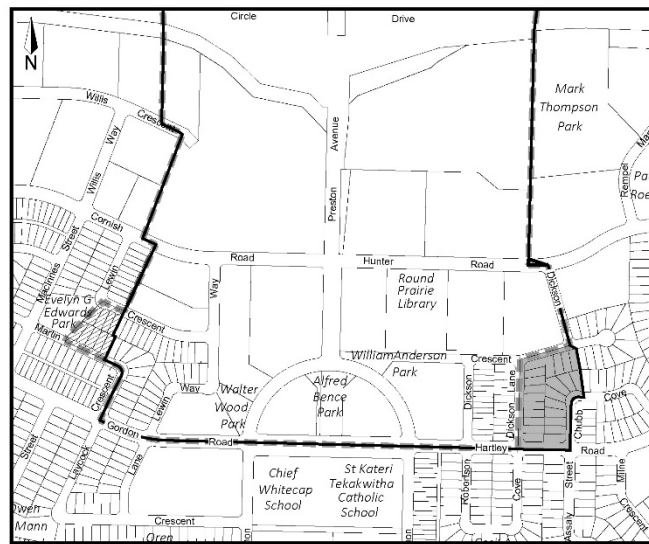 Circle Drive
N
Mark
Thompson
Park
Willis
Crescent
Way
Willis
Avenue
Preston
Rempel
Cornish
Street
MacInnes
Lewin
Road
Hunter
Road
Way
Dickson
Round
Prairie
Library
Evelyn G
Edwards
Park
Martin
Crescent
William Anderson
Park
Crescent
Lane
Dickson
Dickson
Walter
Wood
Park
Alfred
Bence
Park
Way
Lewin
Crescent
Cove
Chubb
Gordon
Road
Hartley
Road
Street
Laycock
Lane
Street
Assaly
Milne
Robertson
Cove
Chief
Whitecap
School
St Kateri
Tekakwitha
Catholic
School
Crescent
Crescent
Owen
Mann
Oren